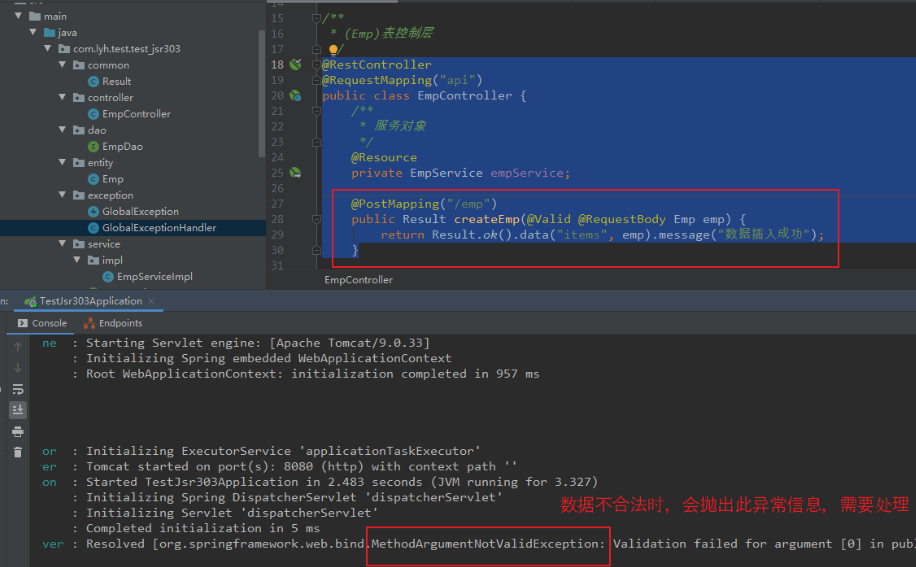 main
java
com.lyh.test.test_jsr303
common
Result
controller
EmpController
dao
EmpDao
entity
Emp
exception
GlobalException
GlobalExceptionHandler
service
impl
EmpServiceImpl
14
15 /**
16 * (Emp)表控制层
17 */
18 @RestController
19 @RequestMapping("api")
20 public class EmpController {
21 /**
22 * 服务对象
23 */
24 @Resource
25 private EmpService empService;
26
27 @PostMapping("/emp")
28 public Result createEmp(@Valid @RequestBody Emp emp) {
29 return Result.ok().data("items", emp).message("数据插入成功");
30 }
31
EmpController
n: TestJsr303Application ×
Console Endpoints
ne : Starting Servlet engine: [Apache Tomcat/9.0.33]
: Initializing Spring embedded WebApplicationContext
: Root WebApplicationContext: initialization completed in 957 ms
or : Initializing ExecutorService 'applicationTaskExecutor'
er : Tomcat started on port(s): 8080 (http) with context path ''
on : Started TestJsr303Application in 2.483 seconds (JVM running for 3.327)
: Initializing Spring DispatcherServlet 'dispatcherServlet'
: Initializing Servlet 'dispatcherServlet'
数据不合法时，会抛出此异常信息，需要处理
: Completed initialization in 5 ms
ver : Resolved [org.springframework.web.bind.MethodArgumentNotValidException: Validation failed for argument [0] in publ